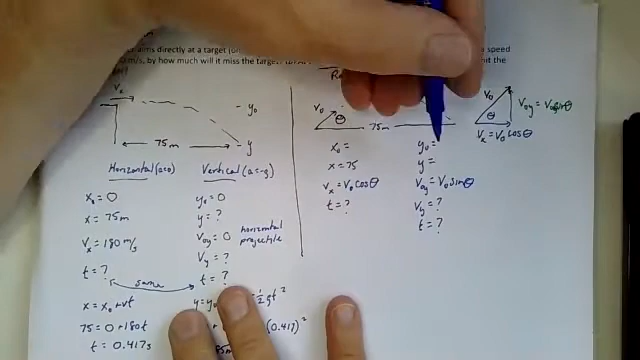 aims directly at a target (on
a speed
m/s, by how much will it miss the target?
hit the
V₀
y₀
75m
y
Horizontal (a=0)
Vertical (a=-g)
x₀ = 0
y₀ = 0
x = 75m
y = ?
Vₓ = 180 m/s
V₀y = 0
horizontal projectile
Vy = ?
t = ?
same
t = ?
x = x₀ + vt
y = y₀
½gt²
75 = 0 + 180t
(0.417)²
t = 0.417s
V₀
θ
75m
V₀
θ
V₀y = V₀sinθ
Vₓ = V₀cosθ
x₀ =
y₀ =
x = 75
y =
Vₓ = V₀cosθ
V₀y = V₀sinθ
t = ?
Vy = ?
t = ?